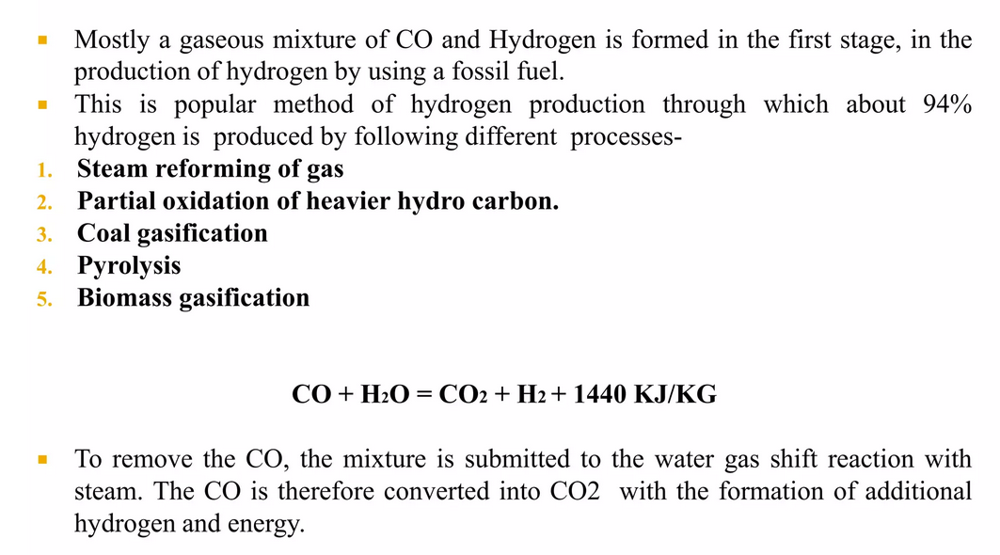 ▪ Mostly a gaseous mixture of CO and Hydrogen is formed in the first stage, in the
production of hydrogen by using a fossil fuel.
▪ This is popular method of hydrogen production through which about 94%
hydrogen is produced by following different processes-
1. Steam reforming of gas
2. Partial oxidation of heavier hydro carbon.
3. Coal gasification
4. Pyrolysis
5. Biomass gasification
CO + H2O = CO2 + H2 + 1440 KJ/KG
▪ To remove the CO, the mixture is submitted to the water gas shift reaction with
steam. The CO is therefore converted into CO2 with the formation of additional
hydrogen and energy.